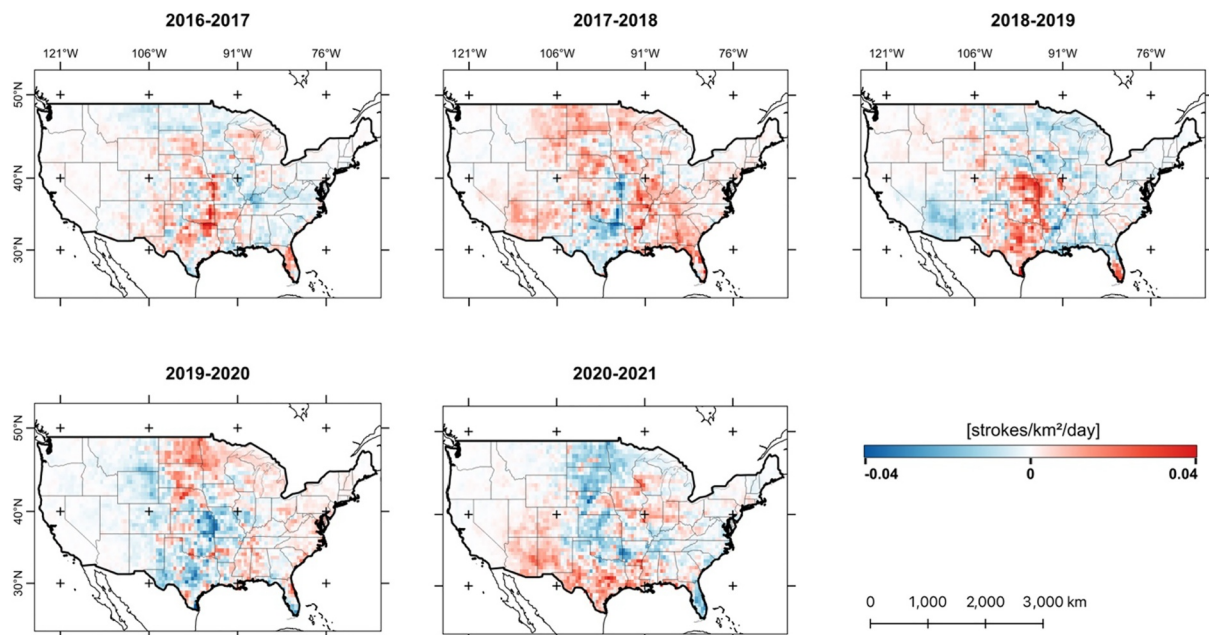 2016-2017
2017-2018
2018-2019
121°W 106°W 91°W 76°W
121°W 106°W 91°W 76°W
121°W 106°W 91°W 76°W
50°N
40°N
30°N
2019-2020
2020-2021
50°N
40°N
30°N
[strokes/km²/day]
-0.04 0 0.04
0 1,000 2,000 3,000 km